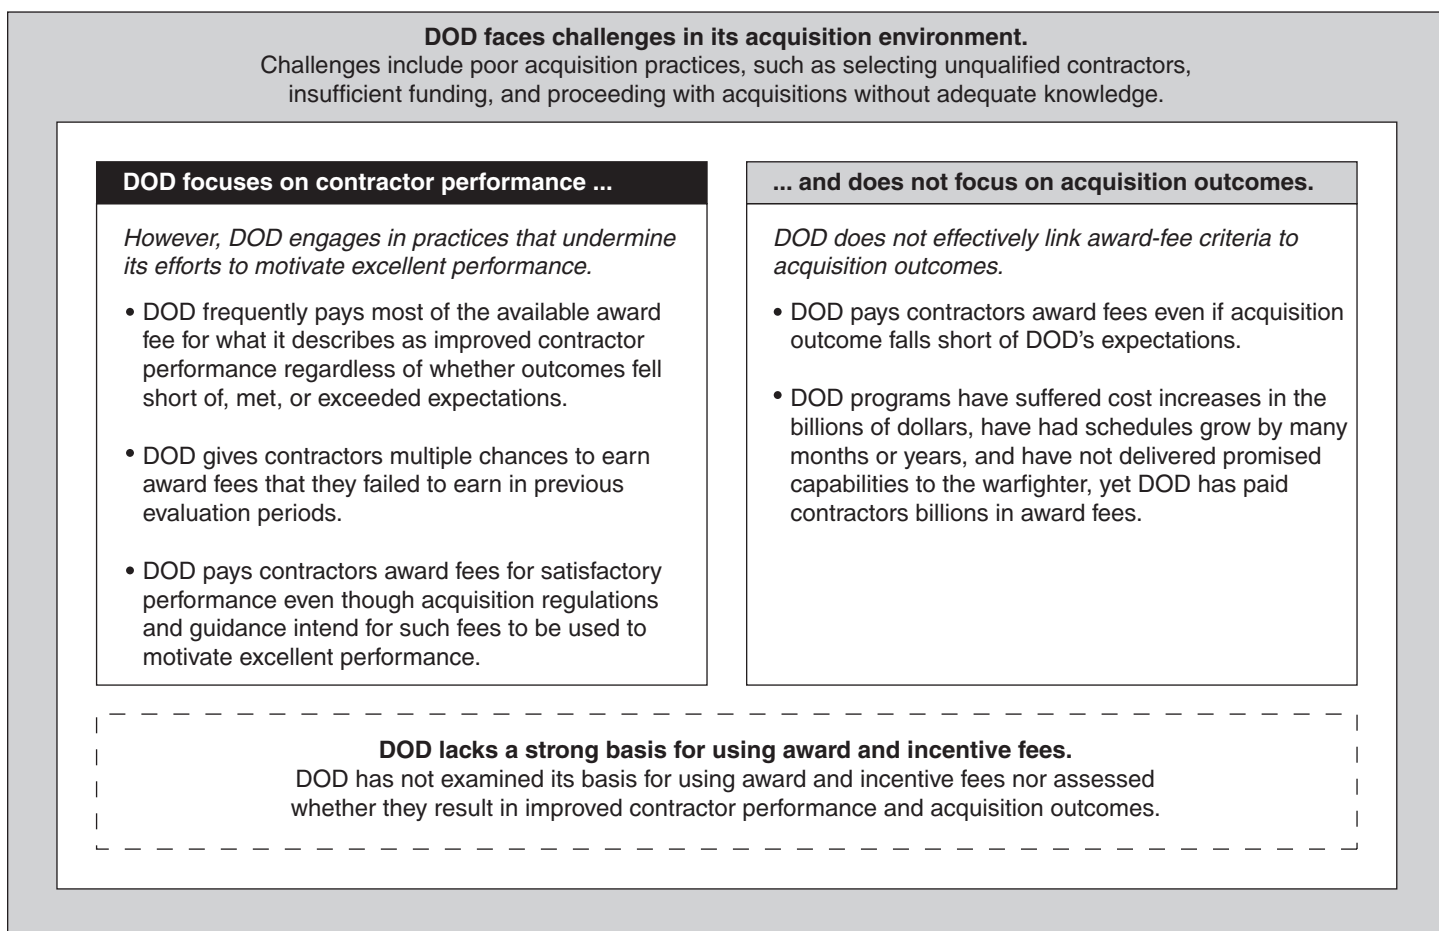 DOD faces challenges in its acquisition environment.
Challenges include poor acquisition practices, such as selecting unqualified contractors,
insufficient funding, and proceeding with acquisitions without adequate knowledge.
DOD focuses on contractor performance ...
However, DOD engages in practices that undermine
its efforts to motivate excellent performance.
• DOD frequently pays most of the available award
fee for what it describes as improved contractor
performance regardless of whether outcomes fell
short of, met, or exceeded expectations.
• DOD gives contractors multiple chances to earn
award fees that they failed to earn in previous
evaluation periods.
• DOD pays contractors award fees for satisfactory
performance even though acquisition regulations
and guidance intend for such fees to be used to
motivate excellent performance.
... and does not focus on acquisition outcomes.
DOD does not effectively link award-fee criteria to
acquisition outcomes.
• DOD pays contractors award fees even if acquisition
outcome falls short of DOD’s expectations.
• DOD programs have suffered cost increases in the
billions of dollars, have had schedules grow by many
months or years, and have not delivered promised
capabilities to the warfighter, yet DOD has paid
contractors billions in award fees.
DOD lacks a strong basis for using award and incentive fees.
DOD has not examined its basis for using award and incentive fees nor assessed
whether they result in improved contractor performance and acquisition outcomes.